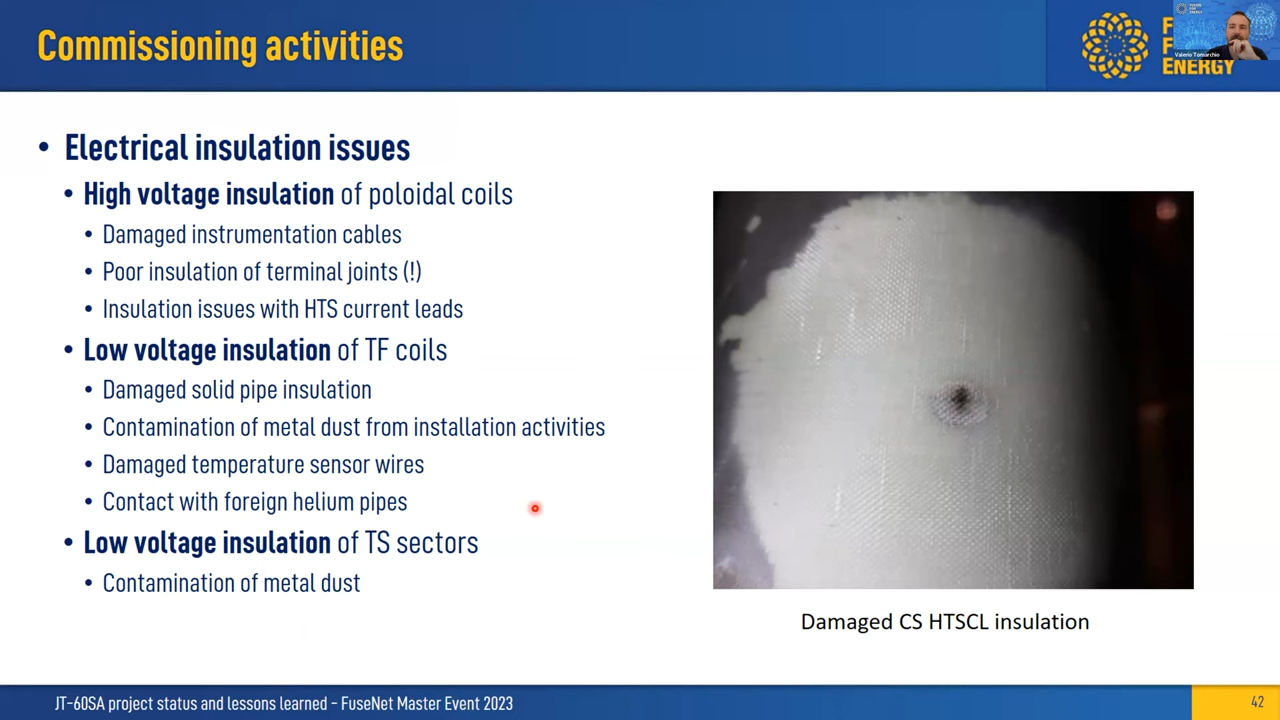 Commissioning activities
F
F
ENERGY
Valerio Tomarchio
• Electrical insulation issues
• High voltage insulation of poloidal coils
• Damaged instrumentation cables
• Poor insulation of terminal joints (!)
• Insulation issues with HTS current leads
• Low voltage insulation of TF coils
• Damaged solid pipe insulation
• Contamination of metal dust from installation activities
• Damaged temperature sensor wires
• Contact with foreign helium pipes
• Low voltage insulation of TS sectors
• Contamination of metal dust
Damaged CS HTSCL insulation
JT-60SA project status and lessons learned - FuseNet Master Event 2023
42